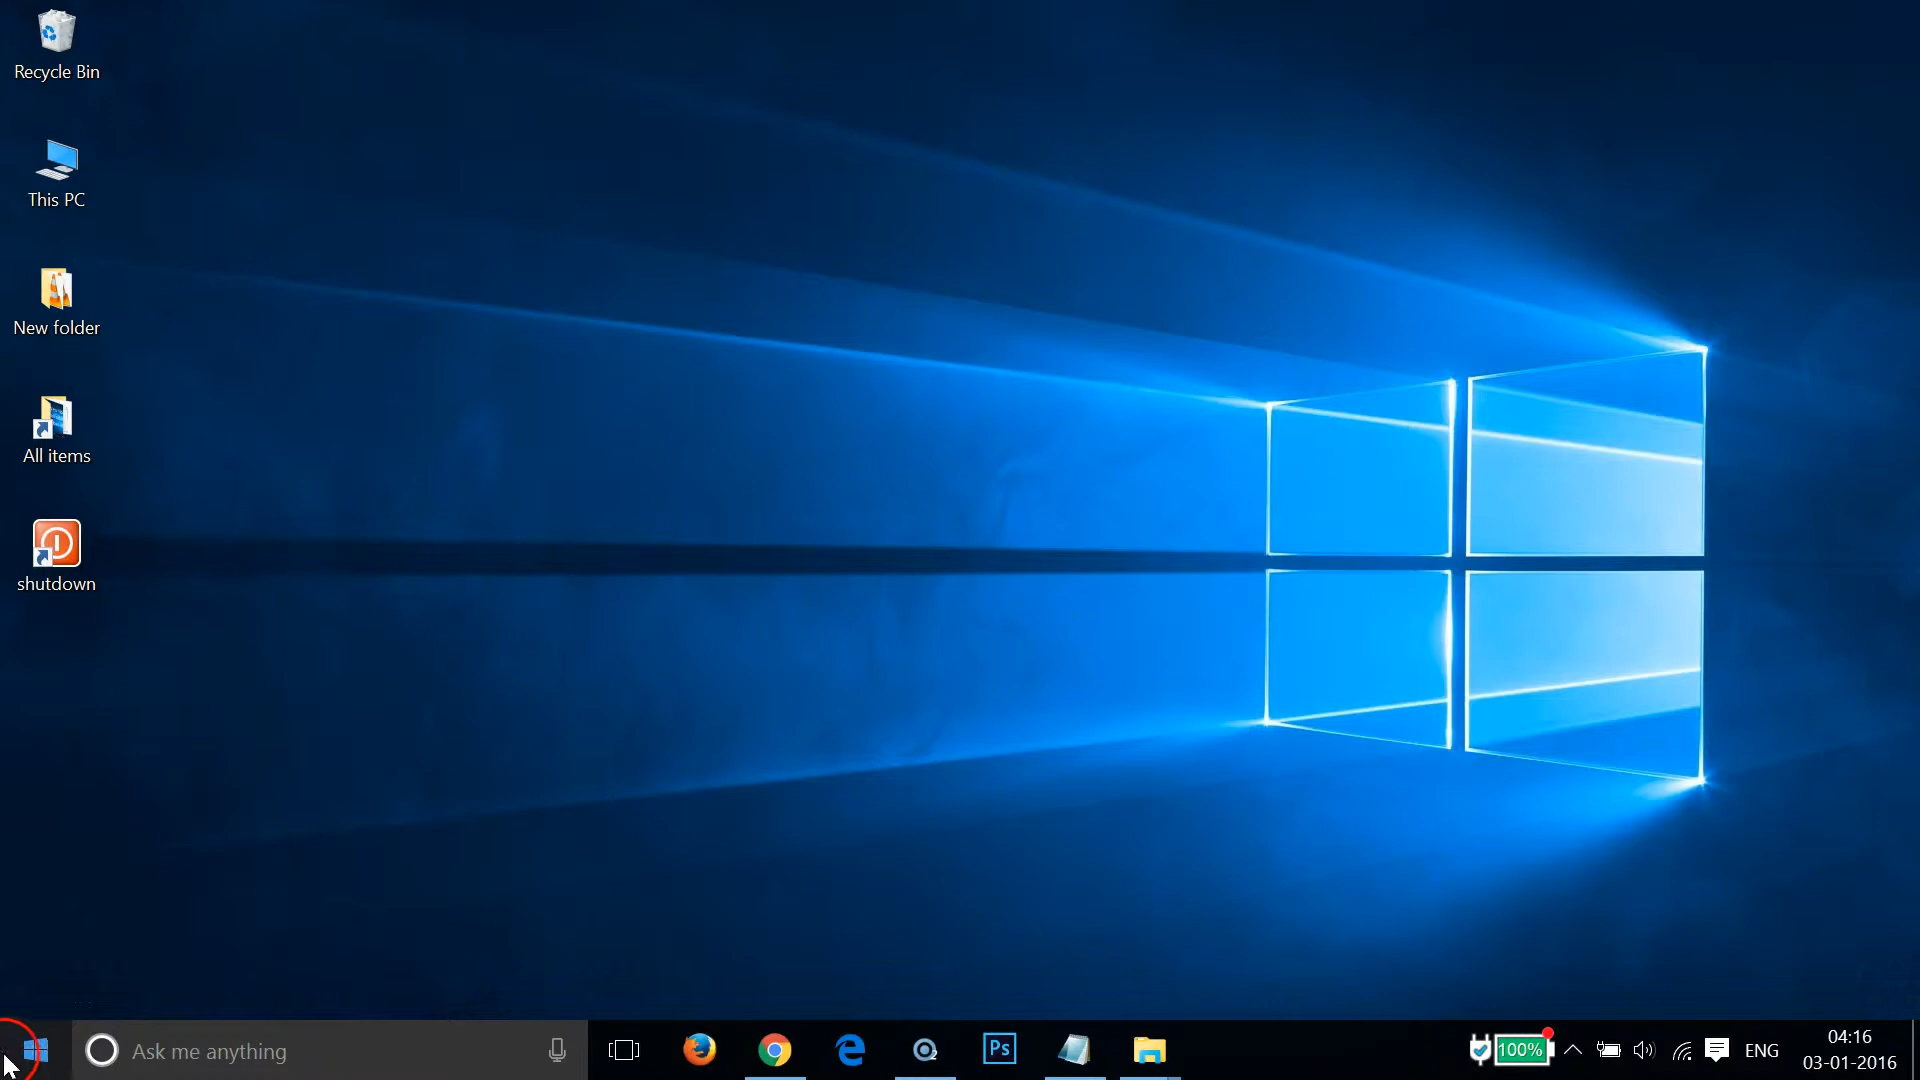 Recycle Bin
This PC
New folder
All items
shutdown
Ask me anything
2
Ps
100%
ENG
04:16
03-01-2016